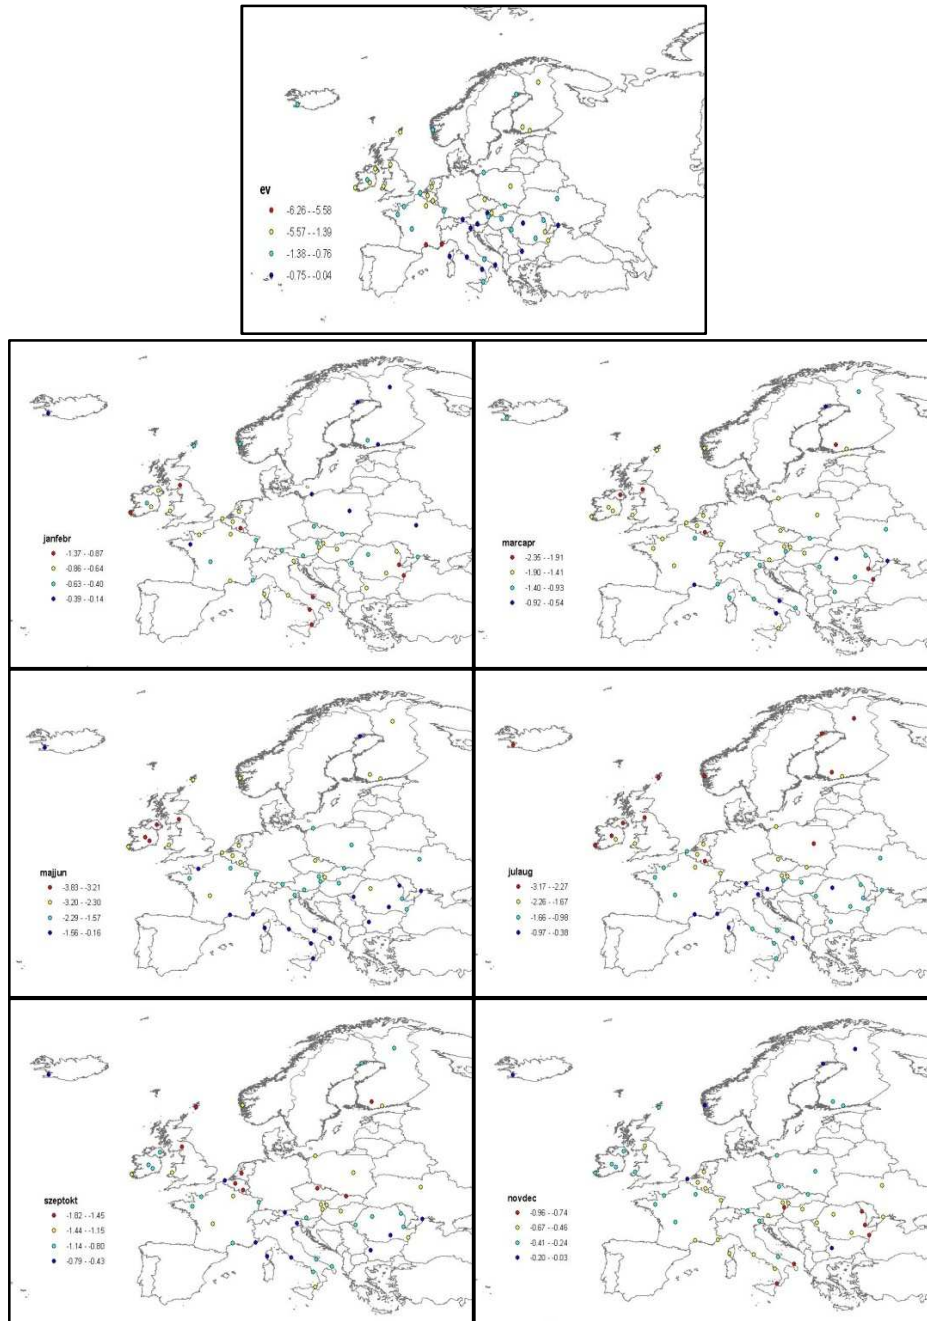 ev
-6.26 - -5.58
-5.57 - -1.39
-1.38 - -0.76
-0.75 - -0.04
janfebr
-1.37 - -0.87
-0.86 - -0.64
-0.63 - -0.40
-0.39 - -0.14
marcapr
-2.35 - -1.91
-1.90 - -1.41
-1.40 - -0.93
-0.92 - -0.54
majjun
-3.83 - -3.21
-3.20 - -2.30
-2.29 - -1.57
-1.56 - -0.16
julaug
-3.17 - -2.27
-2.26 - -1.67
-1.66 - -0.98
-0.97 - -0.38
szeptokt
-1.82 - -1.45
-1.44 - -1.15
-1.14 - -0.80
-0.79 - -0.43
novdec
-0.96 - -0.74
-0.67 - -0.46
-0.41 - -0.24
-0.20 - -0.03